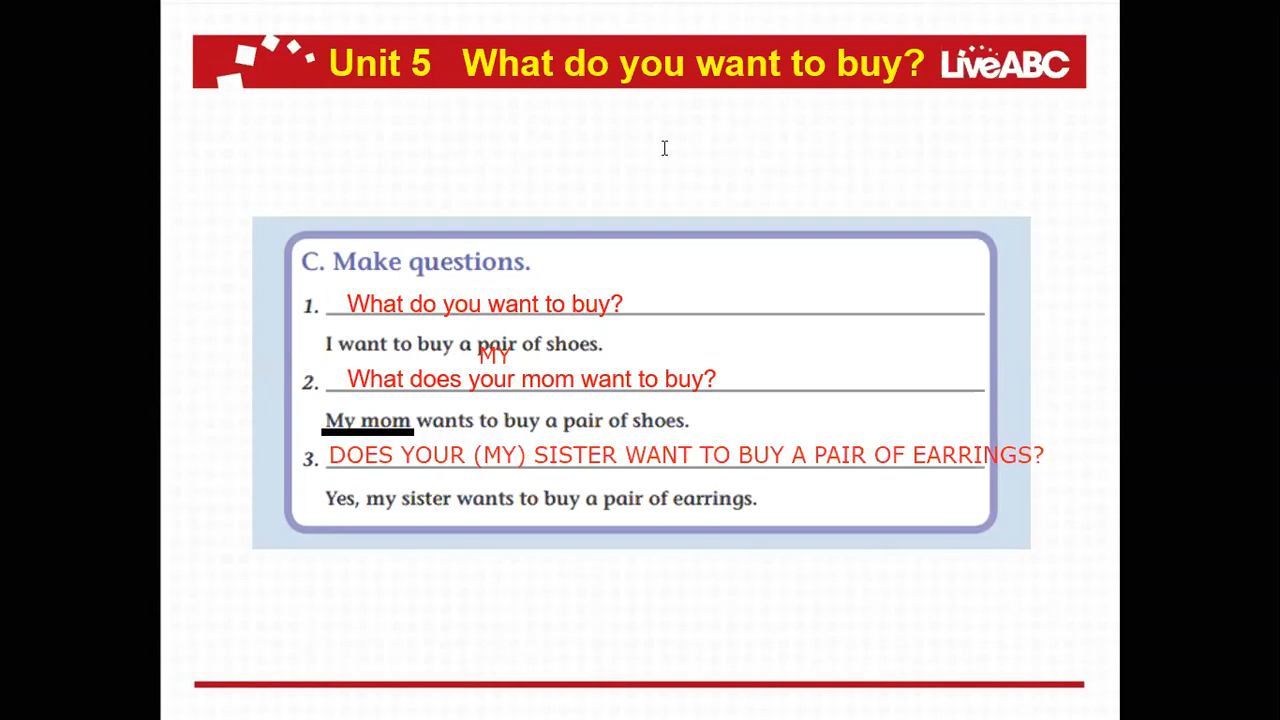 Unit 5 What do you want to buy? LiveABC
C. Make questions.
1. What do you want to buy?
I want to buy a pair of shoes.
MY
2. What does your mom want to buy?
My mom wants to buy a pair of shoes.
3. DOES YOUR (MY) SISTER WANT TO BUY A PAIR OF EARRINGS?
Yes, my sister wants to buy a pair of earrings.